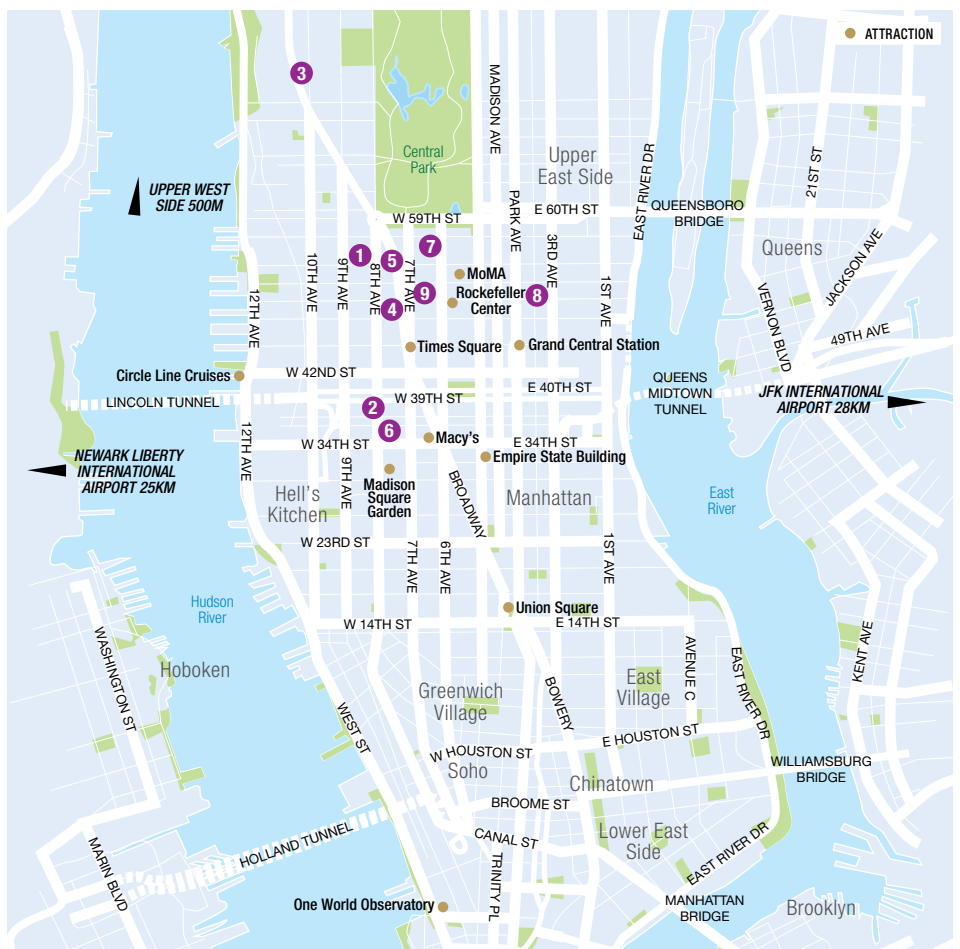 ATTRACTION
3
MADISON AVE
Central
Park
Upper
East Side
21ST ST
EAST RIVER DR
UPPER WEST
SIDE 500M
PARK AVE
QUEENSBORO
BRIDGE
W 59TH ST
E 60TH ST
3RD AVE
Queens
JACKSON AVE
10TH AVE
9TH AVE
1
8TH AVE
5
7TH AVE
7
MoMA
9
Rockefeller
Center
8
4
1ST AVE
12TH AVE
VERNON BLVD
49TH AVE
Times Square
Grand Central Station
Circle Line Cruises
W 42ND ST
E 40TH ST
QUEENS
MIDTOWN
TUNNEL
JFK INTERNATIONAL
AIRPORT 28KM
LINCOLN TUNNEL
W 39TH ST
2
6
Macy's
12TH AVE
W 34TH ST
E 34TH ST
Empire State Building
NEWARK LIBERTY
INTERNATIONAL
AIRPORT 25KM
9TH AVE
Madison
Square
Garden
Hell's
Kitchen
BROADWAY
Manhattan
East
River
W 23RD ST
7TH AVE
6TH AVE
1ST AVE
Hudson
River
Union Square
W 14TH ST
E 14TH ST
WASHINGTON ST
Hoboken
AVENUE C
KENT AVE
Greenwich
Village
BOWERY
East
Village
EAST RIVER DR
WEST ST
W HOUSTON ST
E HOUSTON ST
Soho
Chinatown
WILLIAMSBURG
BRIDGE
BROOME ST
HOLLAND TUNNEL
CANAL ST
Lower East
Side
EAST RIVER DR
MARIN BLVD
TRINITY PL
One World Observatory
MANHATTAN
BRIDGE
Brooklyn